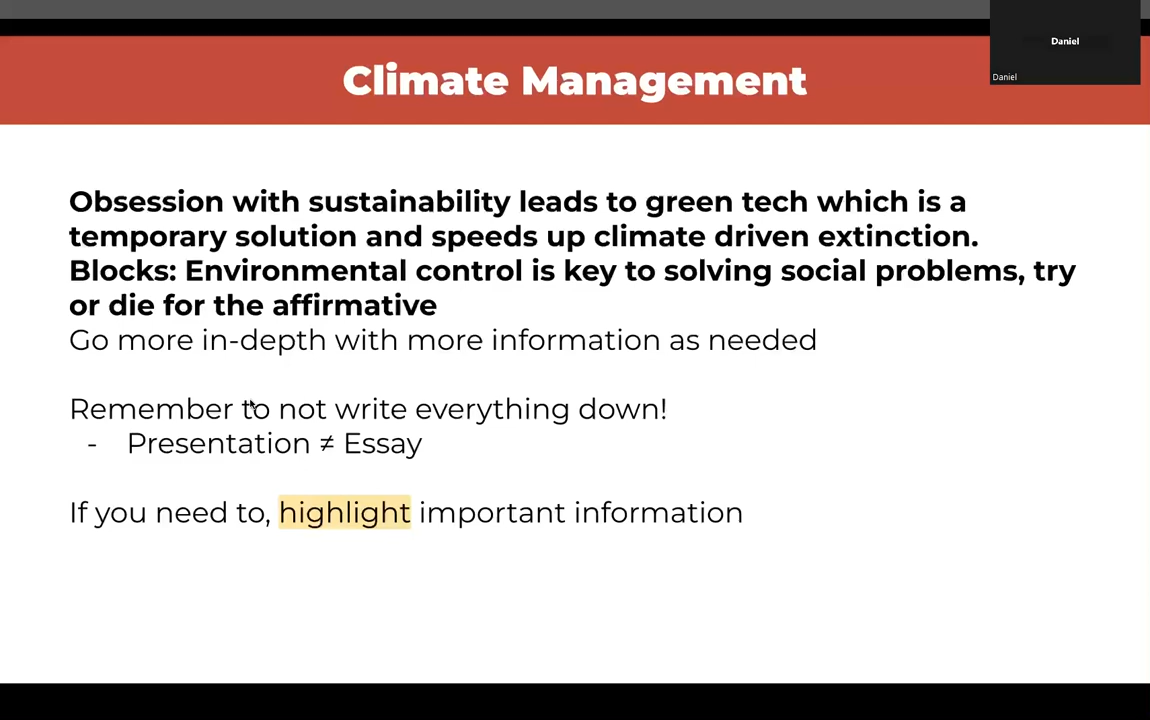 Daniel
Daniel
Climate Management
Obsession with sustainability leads to green tech which is a
temporary solution and speeds up climate driven extinction.
Blocks: Environmental control is key to solving social problems, try
or die for the affirmative
Go more in-depth with more information as needed
Remember to not write everything down!
- Presentation ≠ Essay
If you need to, highlight important information